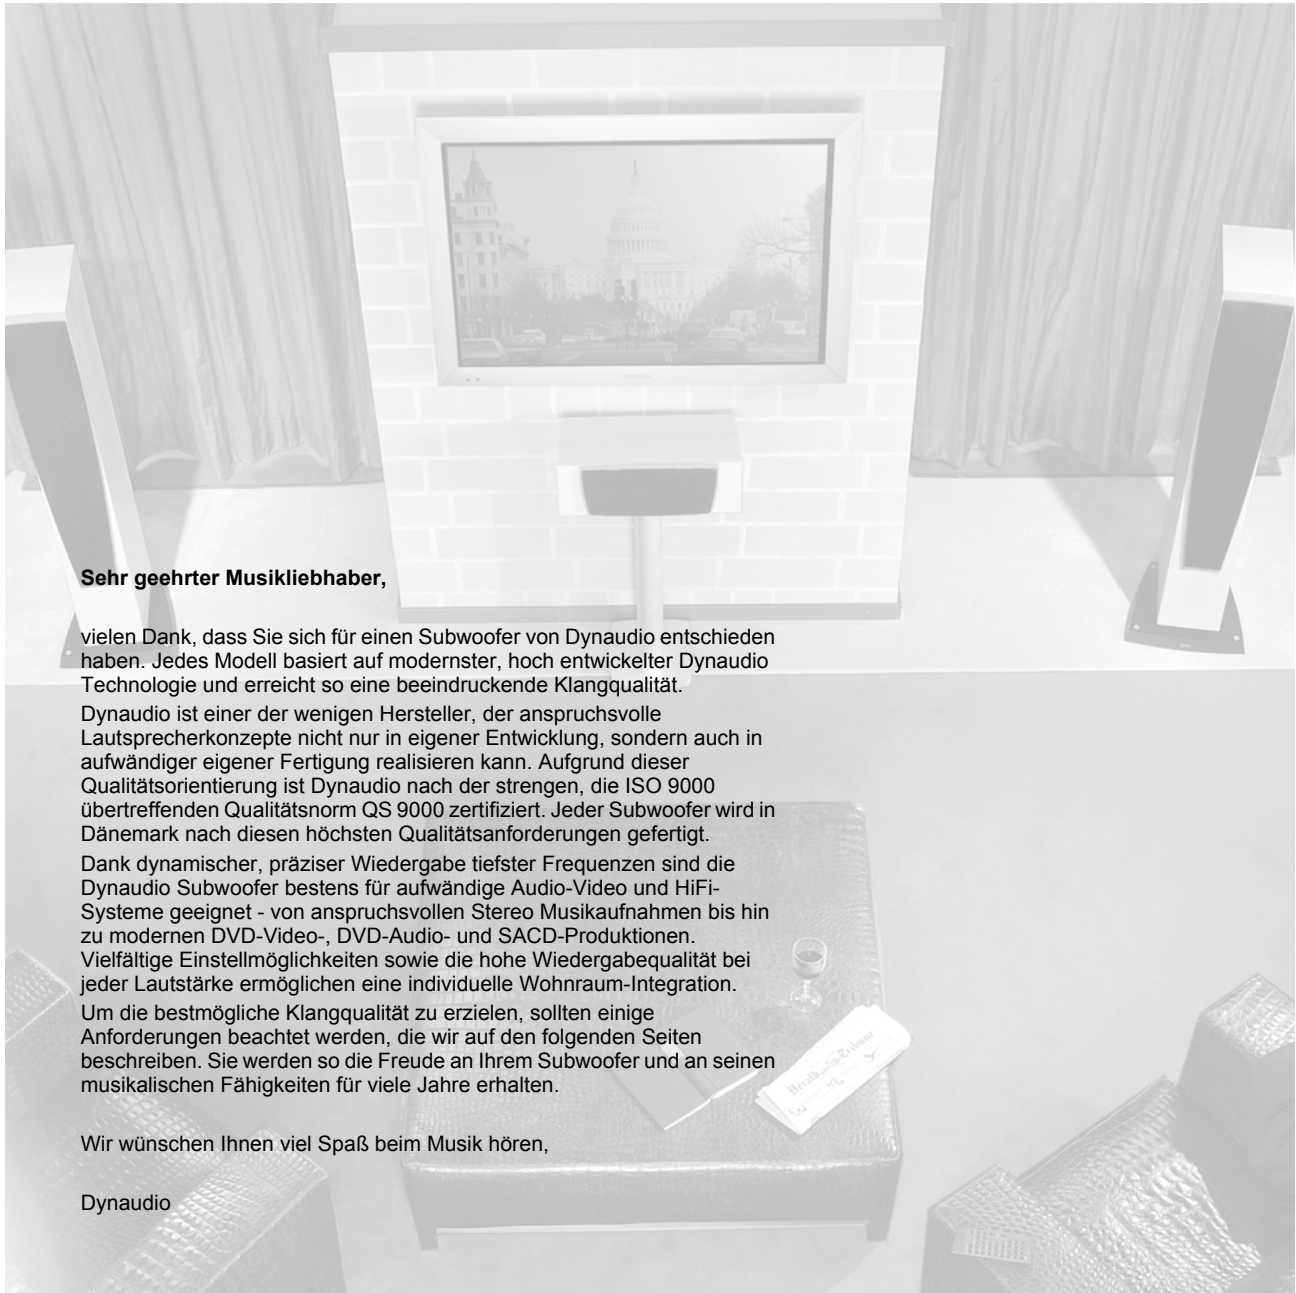 Sehr geehrter Musikliebhaber,
vielen Dank, dass Sie sich für einen Subwoofer von Dynaudio entschieden
haben. Jedes Modell basiert auf modernster, hoch entwickelter Dynaudio
Technologie und erreicht so eine beeindruckende Klangqualität.
Dynaudio ist einer der wenigen Hersteller, der anspruchsvolle
Lautsprecherkonzepte nicht nur in eigener Entwicklung, sondern auch in
aufwändiger eigener Fertigung realisieren kann. Aufgrund dieser
Qualitätsorientierung ist Dynaudio nach der strengen, die ISO 9000
übertreffenden Qualitätsnorm QS 9000 zertifiziert. Jeder Subwoofer wird in
Dänemark nach diesen höchsten Qualitätsanforderungen gefertigt.
Dank dynamischer, präziser Wiedergabe tiefster Frequenzen sind die
Dynaudio Subwoofer bestens für aufwändige Audio-Video und HiFi-
Systeme geeignet - von anspruchsvollen Stereo Musikaufnahmen bis hin
zu modernen DVD-Video-, DVD-Audio- und SACD-Produktionen.
Vielfältige Einstellmöglichkeiten sowie die hohe Wiedergabequalität bei
jeder Lautstärke ermöglichen eine individuelle Wohnraum-Integration.
Um die bestmögliche Klangqualität zu erzielen, sollten einige
Anforderungen beachtet werden, die wir auf den folgenden Seiten
beschreiben. Sie werden so die Freude an Ihrem Subwoofer und an seinen
musikalischen Fähigkeiten für viele Jahre erhalten.
Wir wünschen Ihnen viel Spaß beim Musik hören,
Dynaudio
Herald Tribune